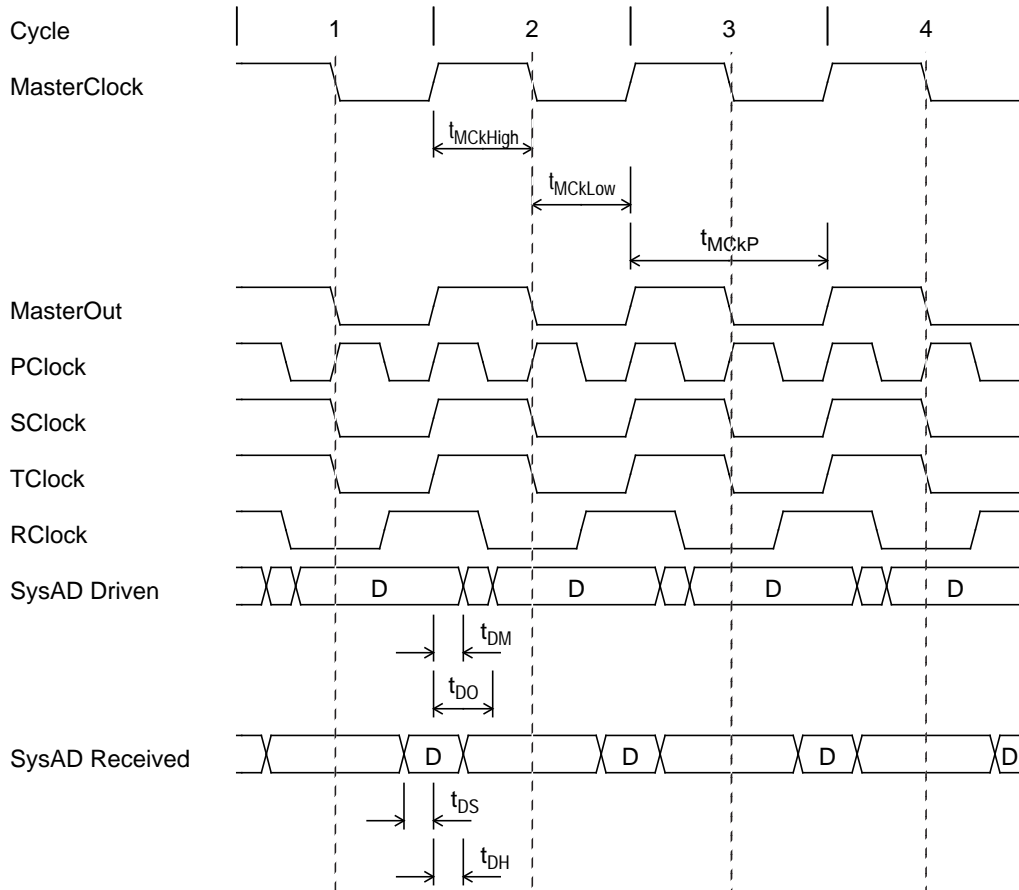 Cycle 1 2 3 4
MasterClock
tMCkHigh
tMCkLow
tMCkP
MasterOut
PClock
SClock
TClock
RClock
SysAD Driven D D D D
tDM
tDO
SysAD Received D D D D
tDS
tDH